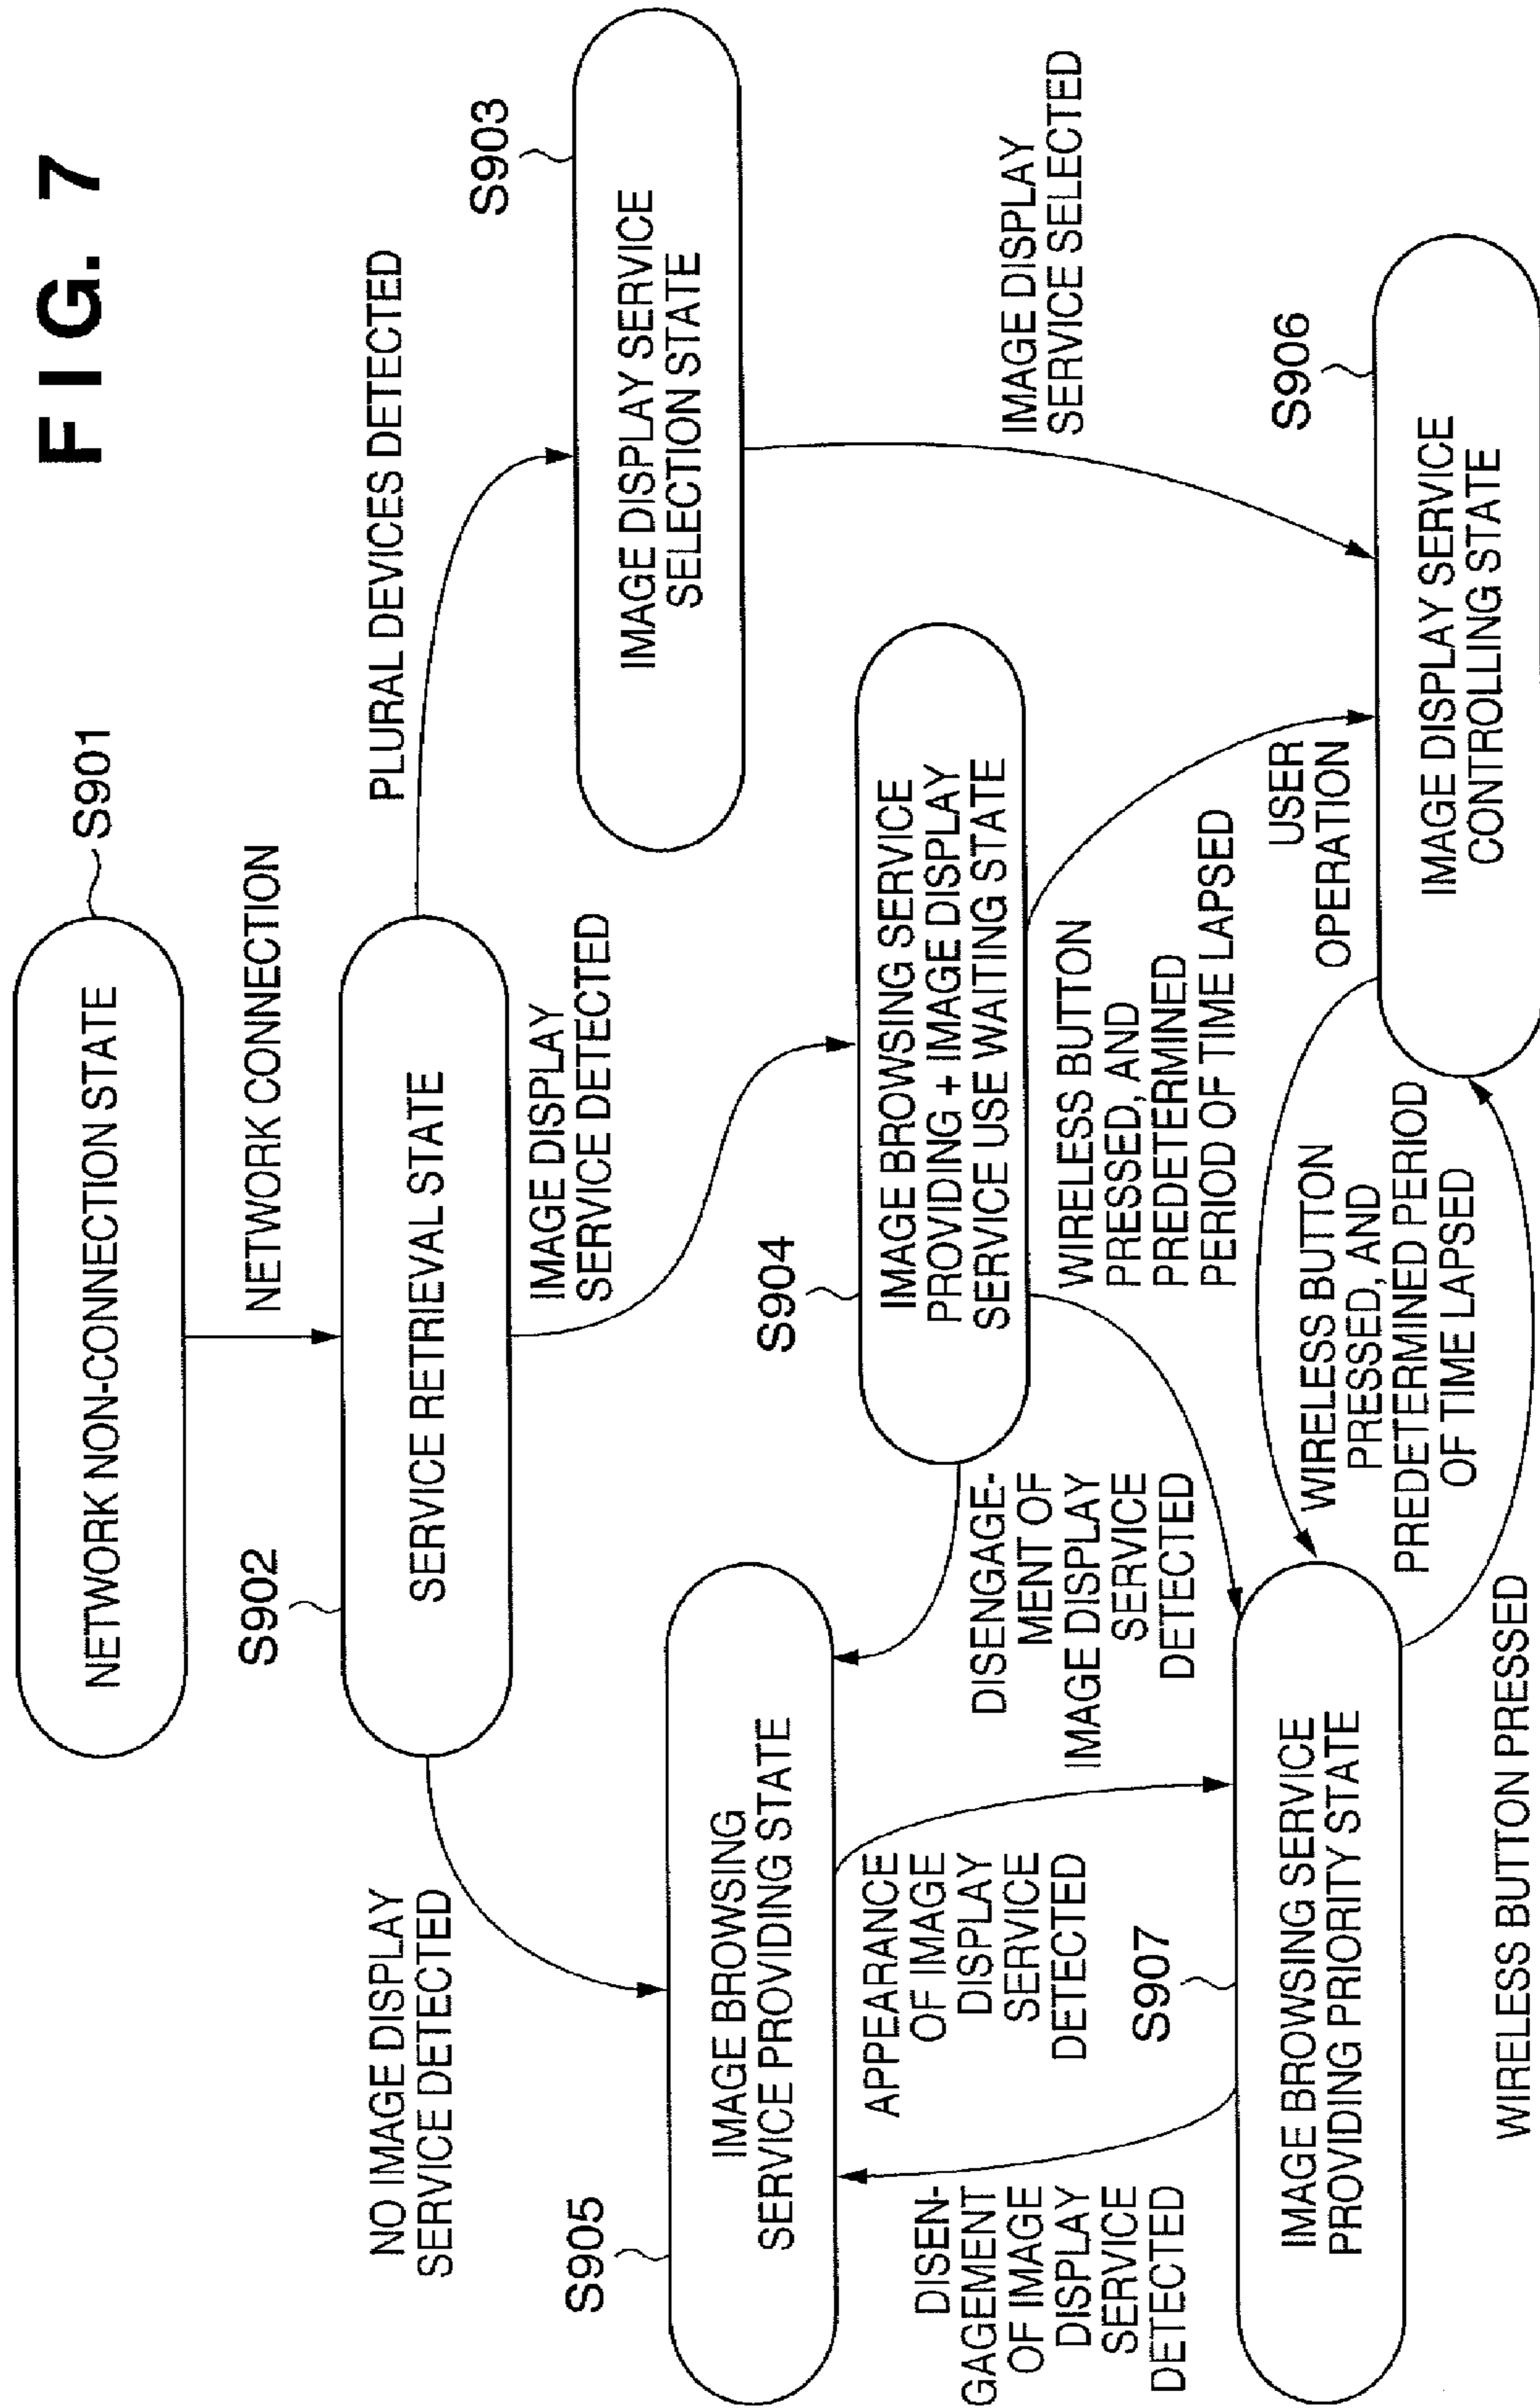 FIG. 7
NETWORK NON-CONNECTION STATE
S901
NETWORK CONNECTION
S902
SERVICE RETRIEVAL STATE
NO IMAGE DISPLAY
SERVICE DETECTED
IMAGE DISPLAY
SERVICE DETECTED
PLURAL DEVICES DETECTED
S903
IMAGE DISPLAY SERVICE
SELECTION STATE
S905
IMAGE BROWSING
SERVICE PROVIDING STATE
S904
IMAGE BROWSING SERVICE
PROVIDING + IMAGE DISPLAY
SERVICE USE WAITING STATE
DISEN-
GAGEMENT
OF IMAGE
DISPLAY
SERVICE
DETECTED
APPEARANCE
OF IMAGE
DISPLAY
SERVICE
DETECTED
DISENGAGE-
MENT OF
IMAGE DISPLAY
SERVICE
DETECTED
WIRELESS BUTTON
PRESSED, AND
PREDETERMINED
PERIOD OF TIME LAPSED
USER
OPERATION
IMAGE DISPLAY
SERVICE SELECTED
S907
IMAGE BROWSING SERVICE
PROVIDING PRIORITY STATE
WIRELESS BUTTON
PRESSED, AND
PREDETERMINED PERIOD
OF TIME LAPSED
S906
IMAGE DISPLAY SERVICE
CONTROLLING STATE
WIRELESS BUTTON PRESSED